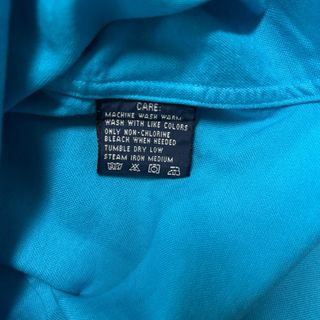 CARE:
MACHINE WASH WARM
WASH WITH LIKE COLORS
ONLY NON-CHLORINE
BLEACH WHEN NEEDED
TUMBLE DRY LOW
STEAM IRON MEDIUM